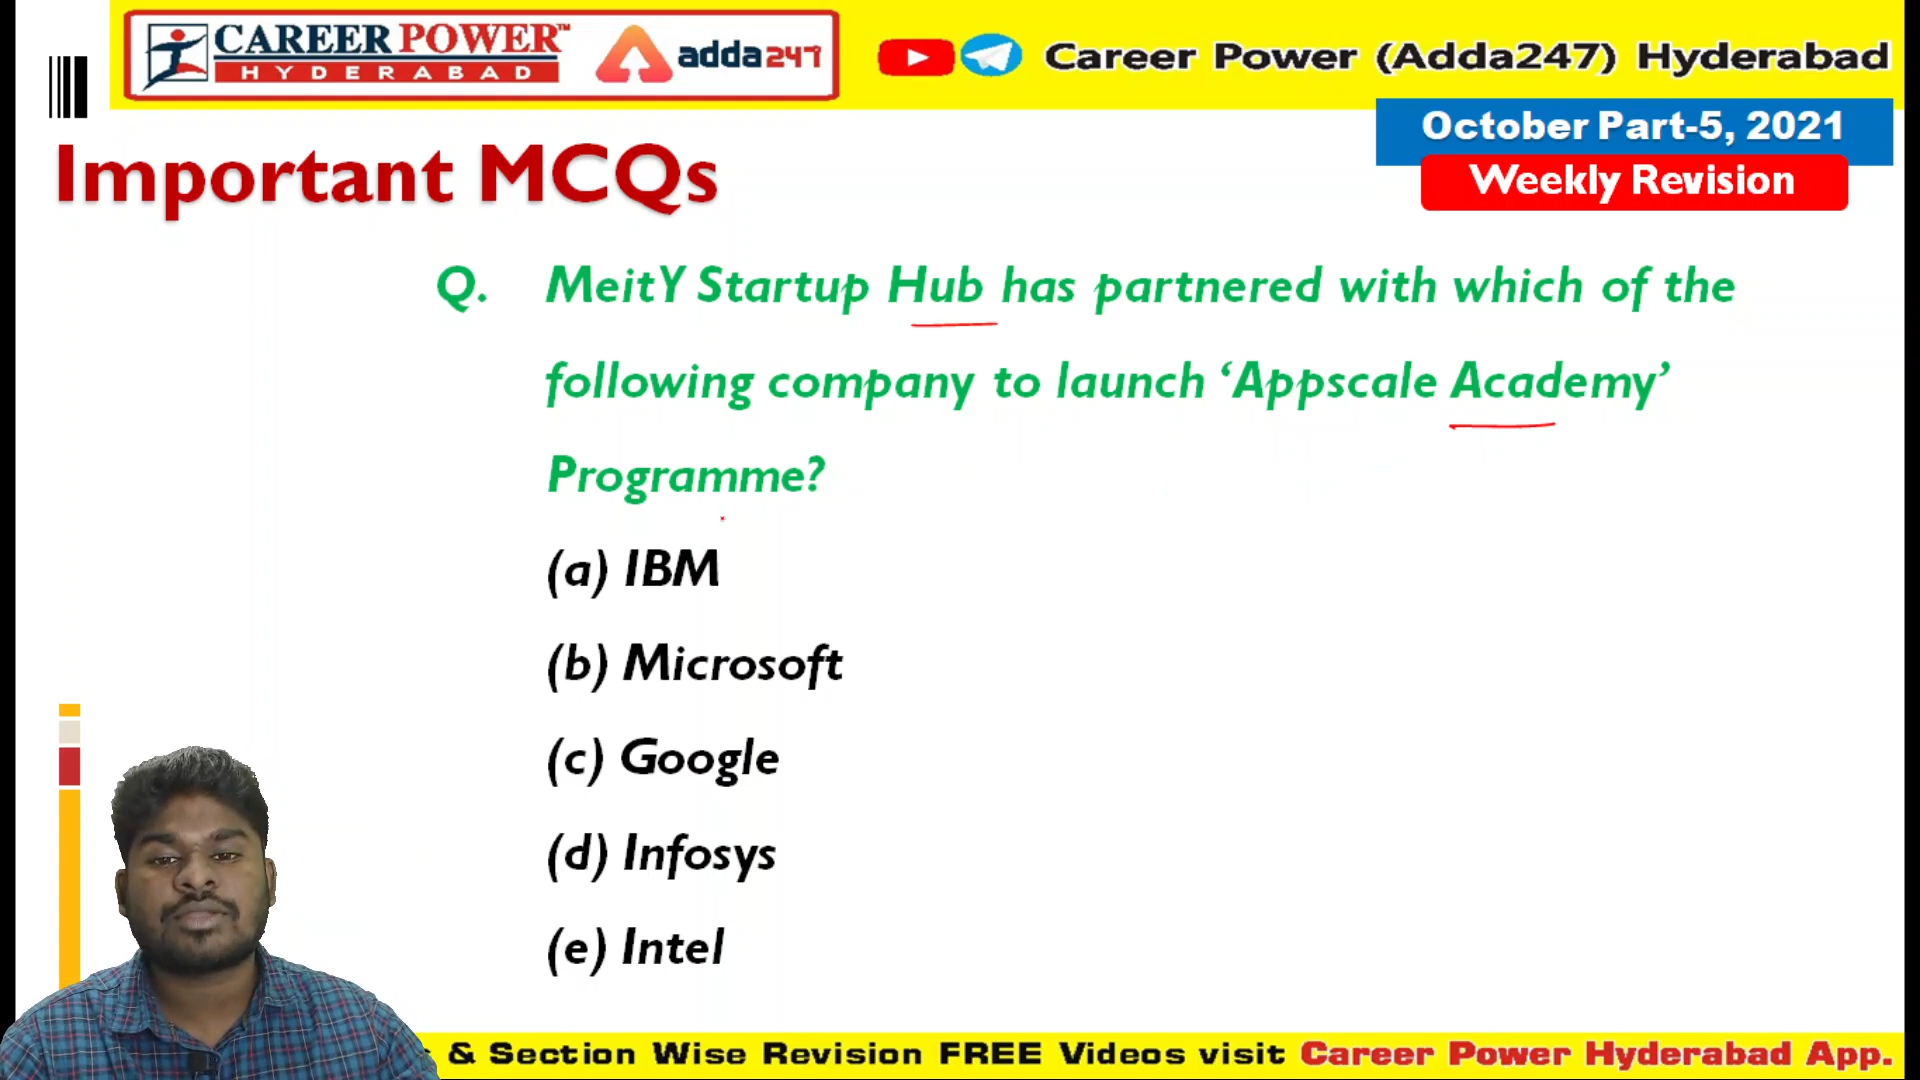 CAREER POWER™
HYDERABAD
adda247
Career Power (Adda247) Hyderabad
October Part-5, 2021
Weekly Revision
Important MCQs
Q. MeitY Startup Hub has partnered with which of the
following company to launch ‘Appscale Academy’
Programme?
(a) IBM
(b) Microsoft
(c) Google
(d) Infosys
(e) Intel
& Section Wise Revision FREE Videos visit Career Power Hyderabad App.